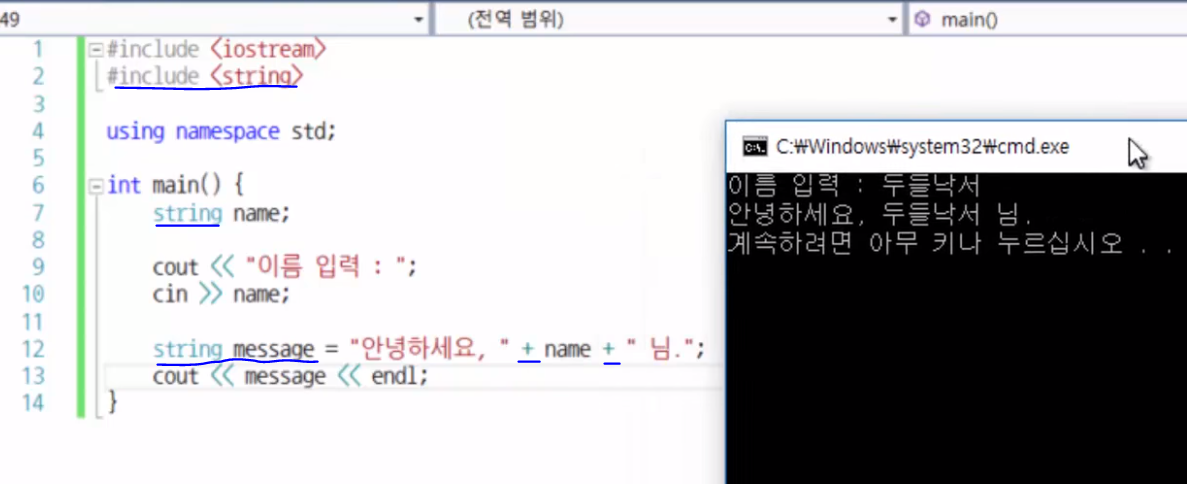 49
(전역 범위)
main()
1 #include <iostream>
2 #include <string>
3
4 using namespace std;
5
6 int main() {
7 string name;
8
9 cout << "이름 입력 : ";
10 cin >> name;
11
12 string message = "안녕하세요, " + name + " 님.";
13 cout << message << endl;
14 }
C:\Windows\system32\cmd.exe
이름 입력 : 두들낙서
안녕하세요, 두들낙서 님.
계속하려면 아무 키나 누르십시오 . .